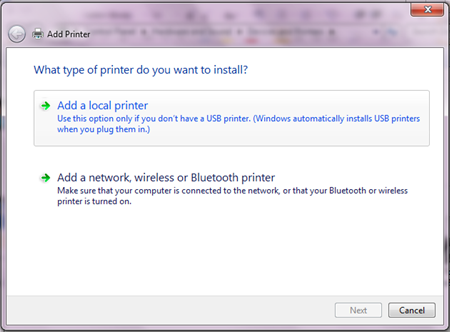 Add Printer
What type of printer do you want to install?
Add a local printer
Use this option only if you don't have a USB printer. (Windows automatically installs USB printers
when you plug them in.)
Add a network, wireless or Bluetooth printer
Make sure that your computer is connected to the network, or that your Bluetooth or wireless
printer is turned on.
Next
Cancel